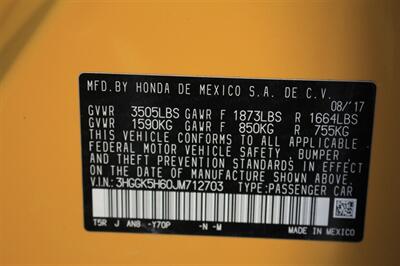 MFD.BY HONDA DE MEXICO S.A. DE C.V.
08/'17
GVWR 3505LBS GAWR F 1873LBS R 1664LBS
GVWR 1590KG GAWR F 850KG R 755KG
THIS VEHICLE CONFORMS TO ALL APPLICABLE
FEDERAL MOTOR VEHICLE SAFETY, BUMPER, AND
THEFT PREVENTION STANDARDS IN EFFECT
ON THE DATE OF MANUFACTURE SHOWN ABOVE.
V.I.N.: 3HGGK5H60JM712703 TYPE:PASSENGER CAR
T5R J AN8 -Y70P -N -M
MADE IN MEXICO